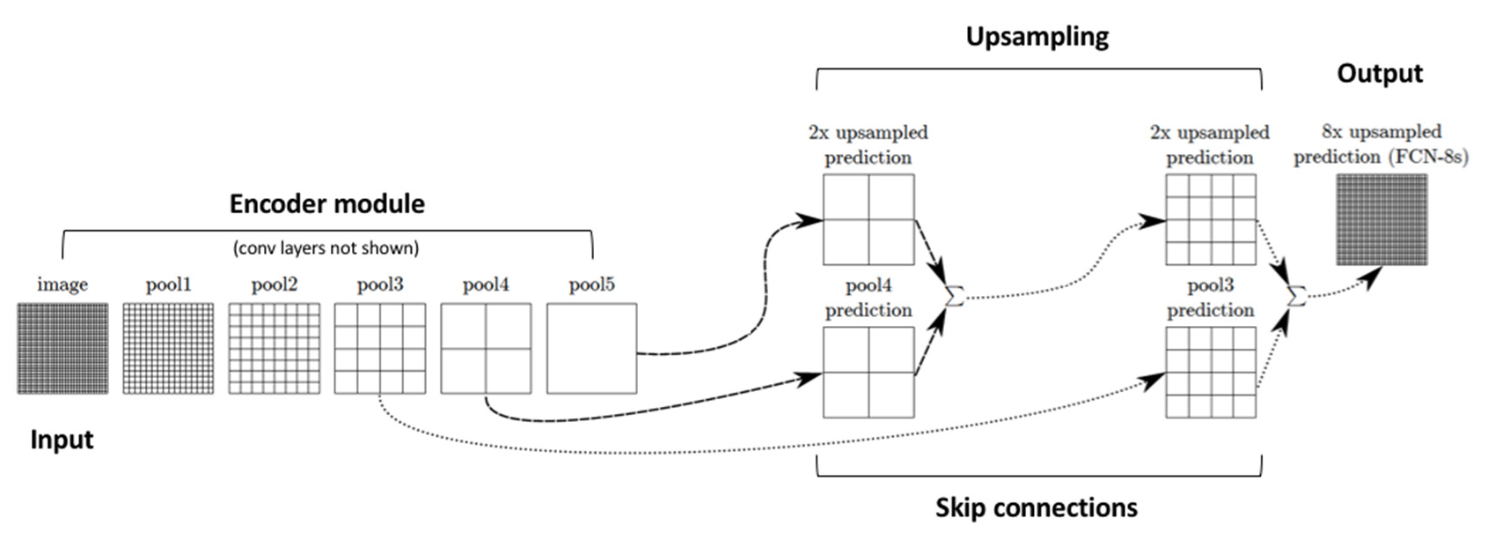 Upsampling
Output
2x upsampled
prediction
2x upsampled
prediction
8x upsampled
prediction (FCN-8s)
Encoder module
(conv layers not shown)
image
pool1
pool2
pool3
pool4
pool5
pool4
prediction
Σ
pool3
prediction
Σ
Input
Skip connections